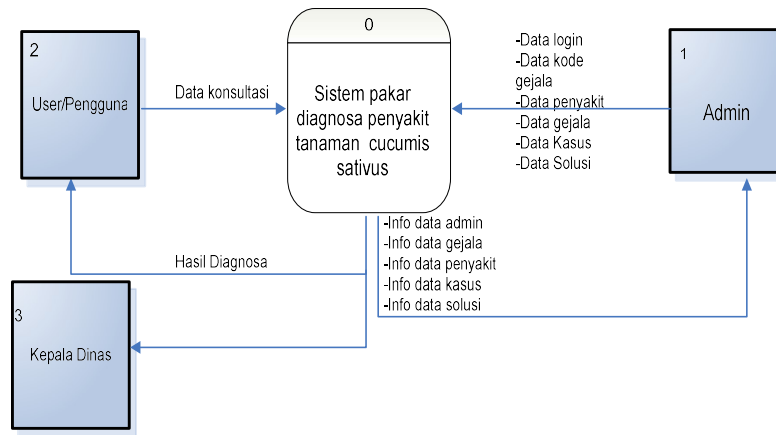 0
Sistem pakar
diagnosa penyakit
tanaman cucumis
sativus
2
User/Pengguna
Data konsultasi
-Data login
-Data kode
gejala
-Data penyakit
-Data gejala
-Data Kasus
-Data Solusi
1
Admin
Hasil Diagnosa
-Info data admin
-Info data gejala
-Info data penyakit
-Info data kasus
-Info data solusi
3
Kepala Dinas